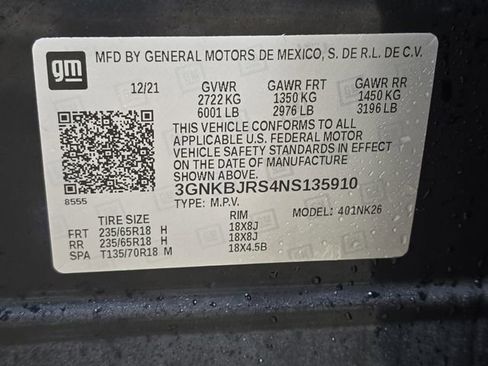 gm
MFD BY GENERAL MOTORS DE MEXICO, S. DE R.L. DE C.V.
12/21 GVWR GAWR FRT GAWR RR
2722 KG 1350 KG 1450 KG
6001 LB 2976 LB 3196 LB
THIS VEHICLE CONFORMS TO ALL
APPLICABLE U.S. FEDERAL MOTOR
VEHICLE SAFETY STANDARDS IN EFFECT
ON THE DATE OF MANUFACTURE SHOWN ABOVE.
8555
3GNKBJRS4NS135910
TYPE: M.P.V. MODEL: 401NK26
TIRE SIZE RIM
FRT 235/65R18 H 18X8J
RR 235/65R18 H 18X8J
SPA T135/70R18 M 18X4.5B